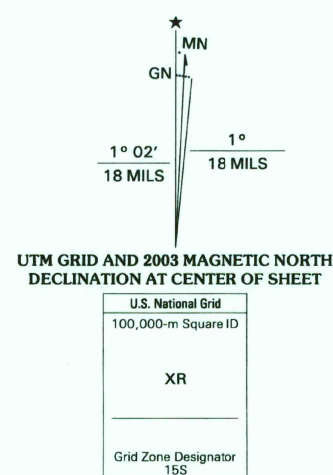 ★
MN
GN
1° 02′
18 MILS
1°
18 MILS
UTM GRID AND 2003 MAGNETIC NORTH
DECLINATION AT CENTER OF SHEET
U.S. National Grid
100,000-m Square ID
XR
Grid Zone Designator
15S